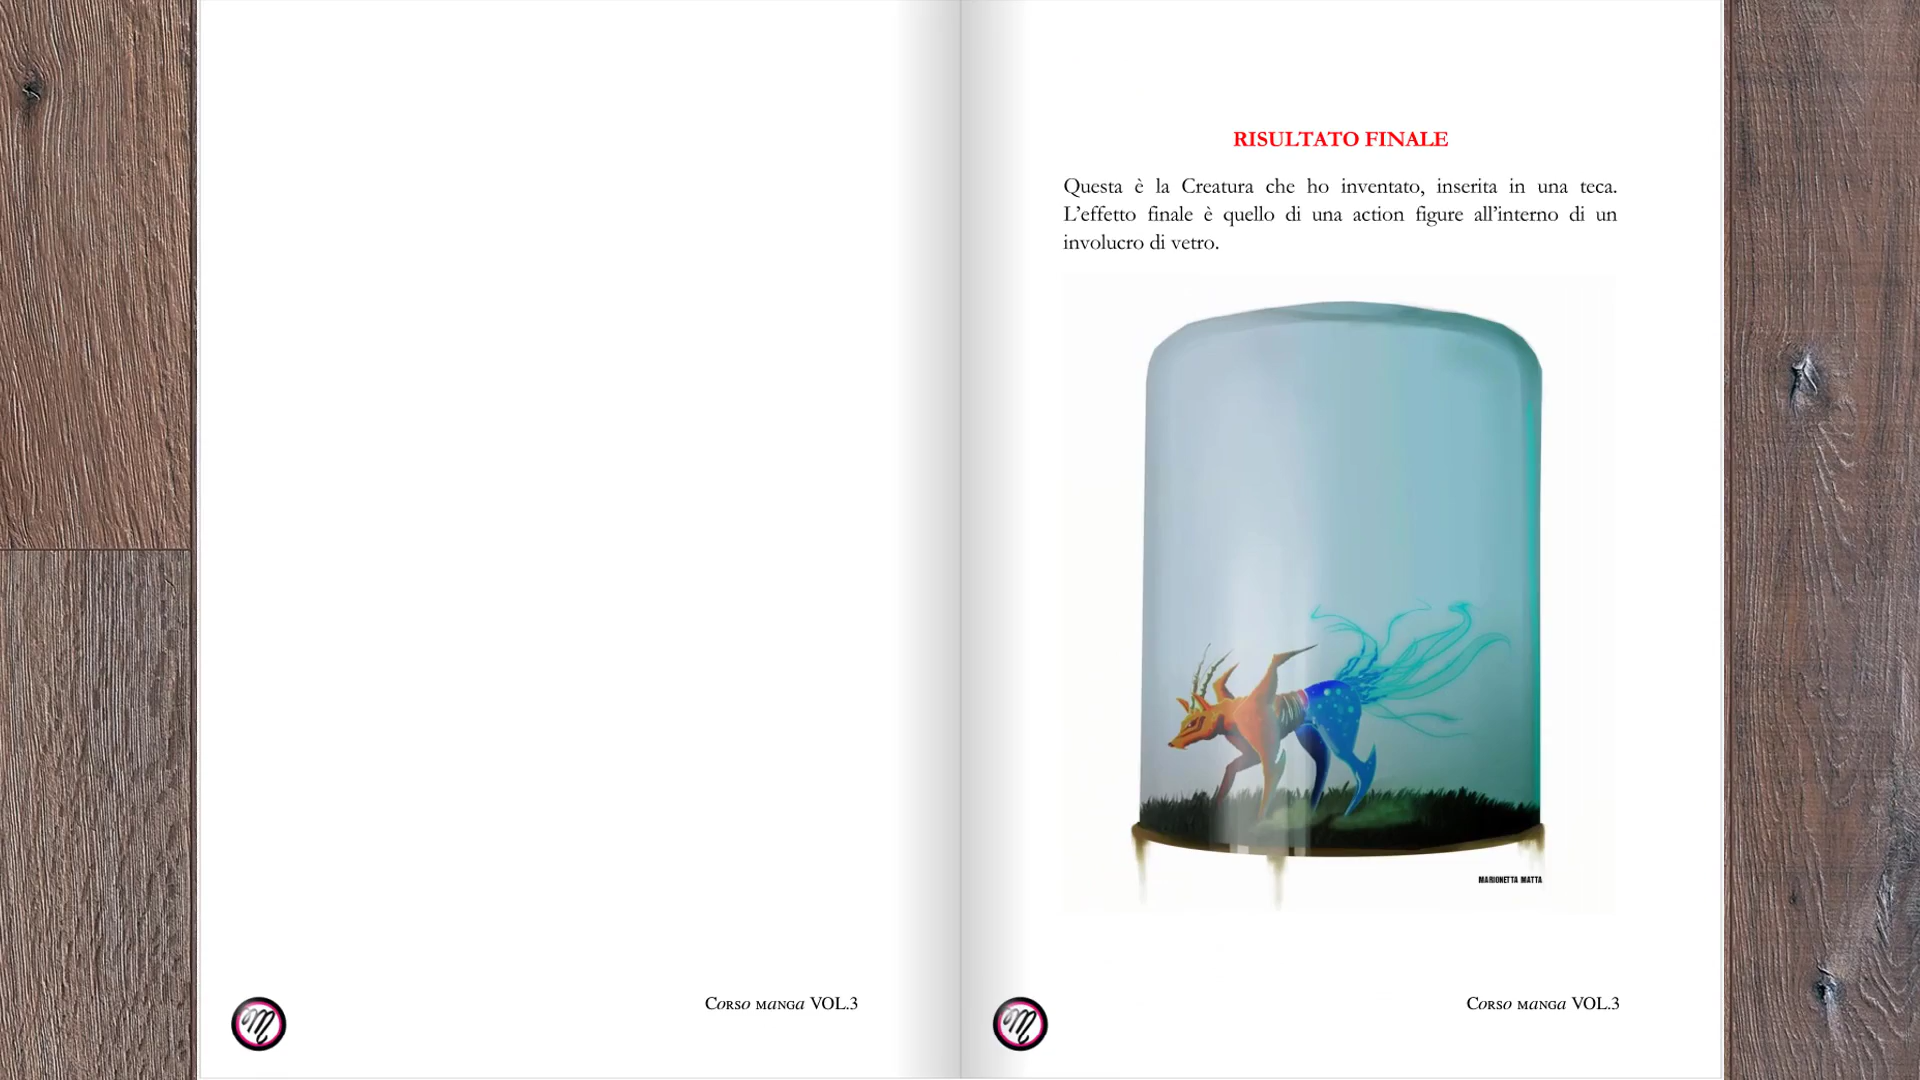 RISULTATO FINALE
Questa è la Creatura che ho inventato, inserita in una teca.
L’effetto finale è quello di una action figure all’interno di un
involucro di vetro.
MARIONETTA MATTA
Corso manga VOL.3
Corso manga VOL.3